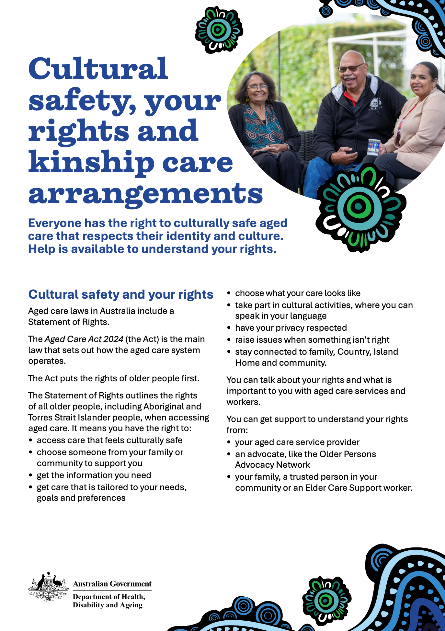 Cultural
safety, your
rights and
kinship care
arrangements
Everyone has the right to culturally safe aged
care that respects their identity and culture.
Help is available to understand your rights.
Cultural safety and your rights
Aged care laws in Australia include a
Statement of Rights.
The Aged Care Act 2024 (the Act) is the main
law that sets out how the aged care system
operates.
The Act puts the rights of older people first.
The Statement of Rights outlines the rights
of all older people, including Aboriginal and
Torres Strait Islander people, when accessing
aged care. It means you have the right to:
• access care that feels culturally safe
• choose someone from your family or
community to support you
• get the information you need
• get care that is tailored to your needs,
goals and preferences
• choose what your care looks like
• take part in cultural activities, where you can
speak in your language
• have your privacy respected
• raise issues when something isn't right
• stay connected to family, Country, Island
Home and community.
You can talk about your rights and what is
important to you with aged care services and
workers.
You can get support to understand your rights
from:
• your aged care service provider
• an advocate, like the Older Persons
Advocacy Network
• your family, a trusted person in your
community or an Elder Care Support worker.
Australian Government
Department of Health,
Disability and Ageing